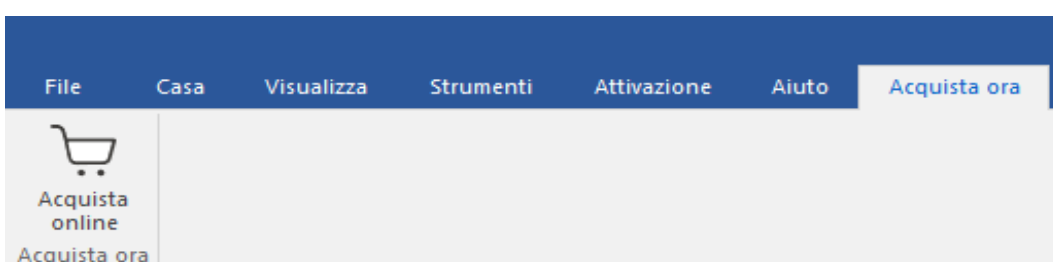 File Casa Visualizza Strumenti Attivazione Aiuto Acquista ora
Acquista
online
Acquista ora